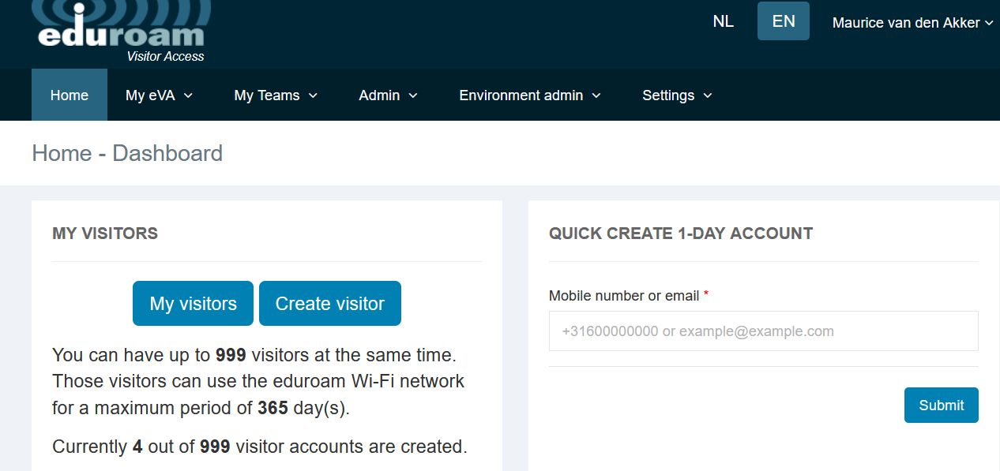 eduroam
Visitor Access
NL
EN
Maurice van den Akker
Home
My eVA
My Teams
Admin
Environment admin
Settings
Home - Dashboard
MY VISITORS
My visitors
Create visitor
You can have up to 999 visitors at the same time.
Those visitors can use the eduroam Wi-Fi network
for a maximum period of 365 day(s).
Currently 4 out of 999 visitor accounts are created.
QUICK CREATE 1-DAY ACCOUNT
Mobile number or email *
+31600000000 or example@example.com
Submit